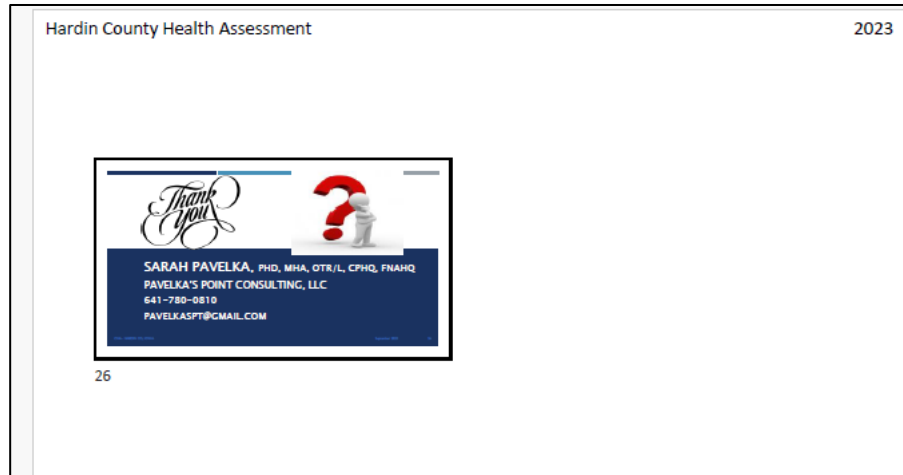 Hardin County Health Assessment 2023
Thank
You
?
SARAH PAVELKA, PHD, MHA, OTR/L, CPHQ, FNAHQ
PAVELKA'S POINT CONSULTING, LLC
641-780-0810
PAVELKASPT@GMAIL.COM
26